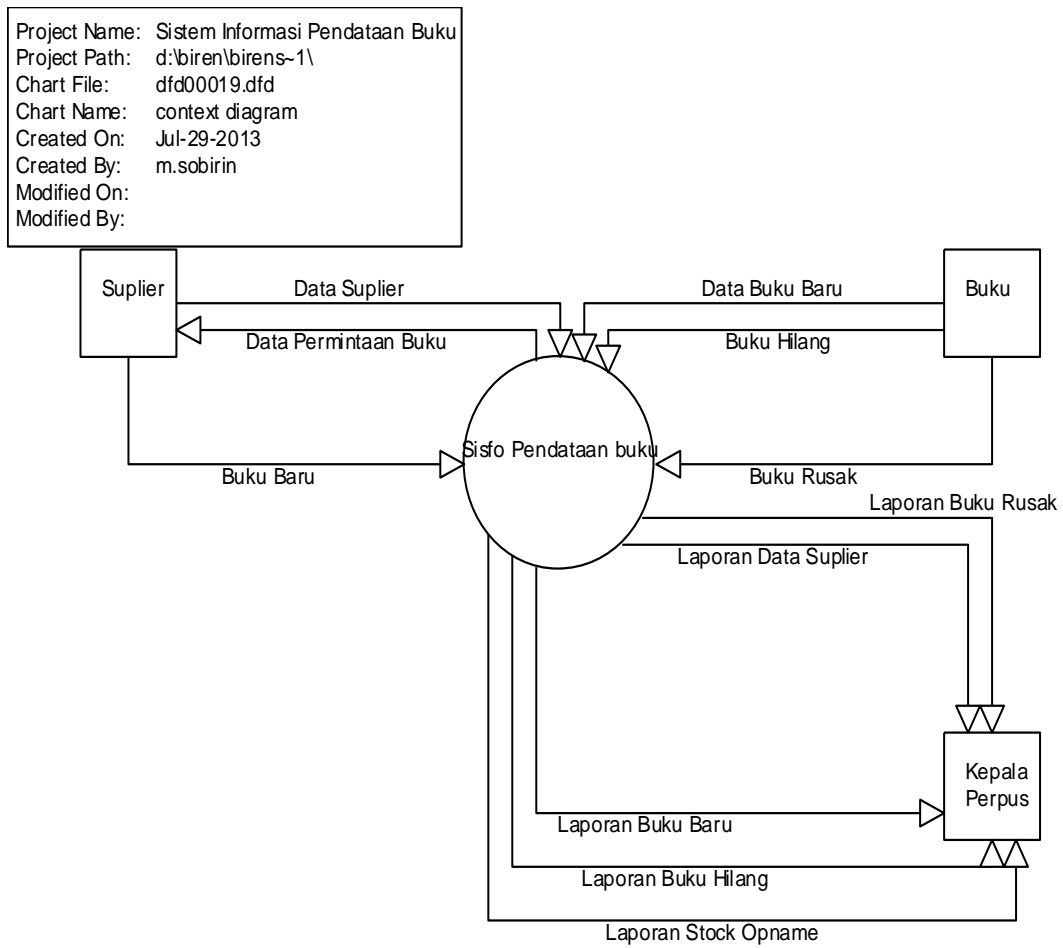 Project Name: Sistem Informasi Pendataan Buku
Project Path: d:\biren\birens~1\
Chart File: dfd00019.dfd
Chart Name: context diagram
Created On: Jul-29-2013
Created By: m.sobirin
Modified On:
Modified By:
Suplier
Data Suplier
Data Buku Baru
Buku
Data Permintaan Buku
Buku Hilang
Sisfo Pendataan buku
Buku Baru
Buku Rusak
Laporan Buku Rusak
Laporan Data Suplier
Kepala
Perpus
Laporan Buku Baru
Laporan Buku Hilang
Laporan Stock Opname